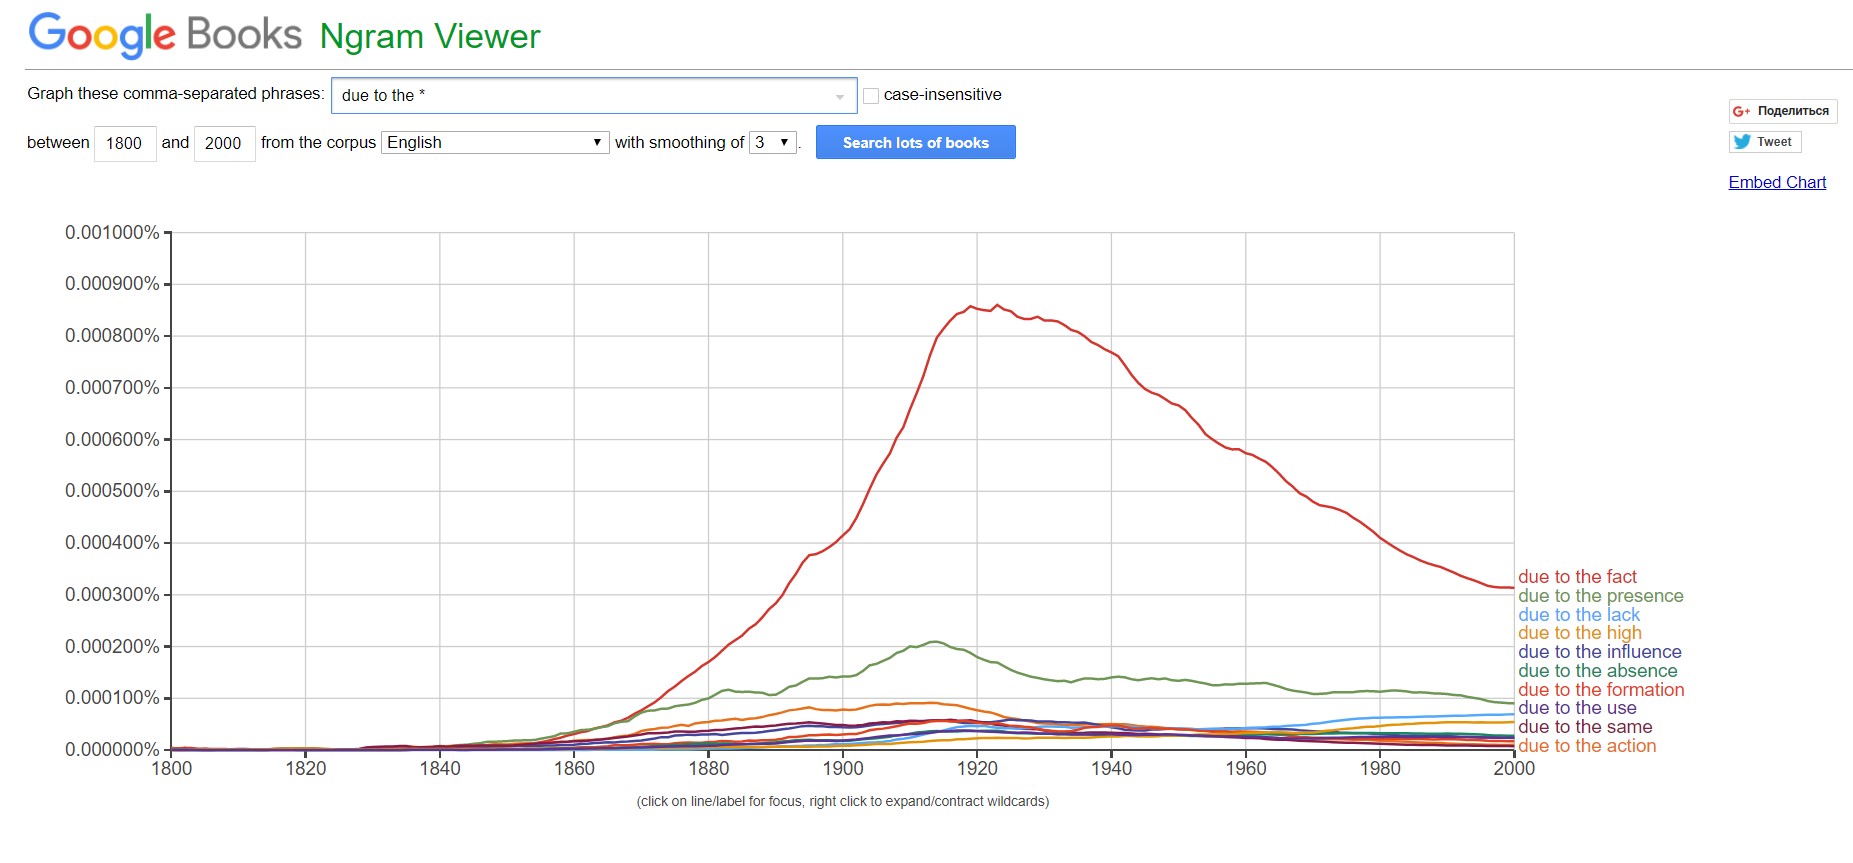 Google Books Ngram Viewer
Graph these comma-separated phrases: due to the * case-insensitive
between 1800 and 2000 from the corpus English with smoothing of 3 . Search lots of books
G+ Поделиться
Tweet
Embed Chart
0.001000%
0.000900%
0.000800%
0.000700%
0.000600%
0.000500%
0.000400%
0.000300%
0.000200%
0.000100%
0.000000%
1800 1820 1840 1860 1880 1900 1920 1940 1960 1980 2000
due to the fact
due to the presence
due to the lack
due to the high
due to the influence
due to the absence
due to the formation
due to the use
due to the same
due to the action
(click on line/label for focus, right click to expand/contract wildcards)